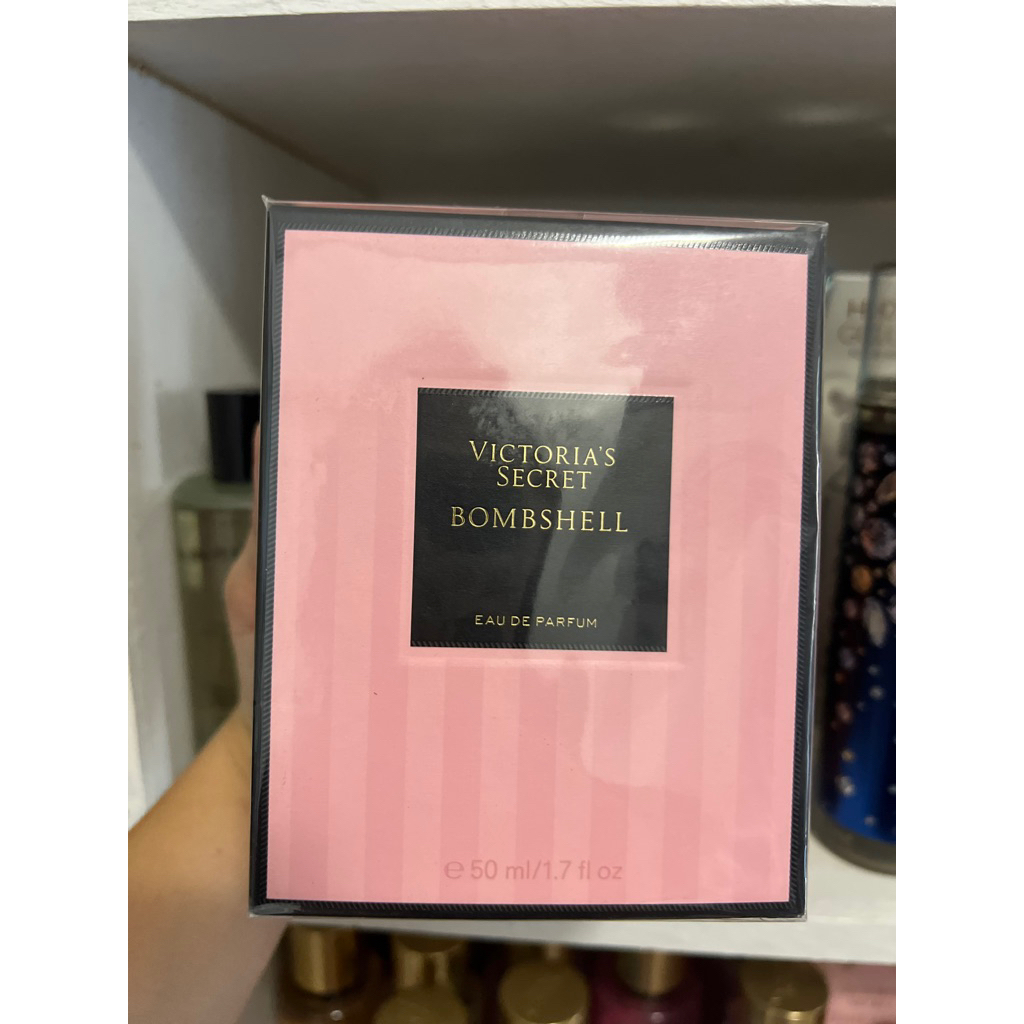 VICTORIA'S
SECRET
BOMBSHELL
EAU DE PARFUM
℮ 50 ml/1.7 fl oz